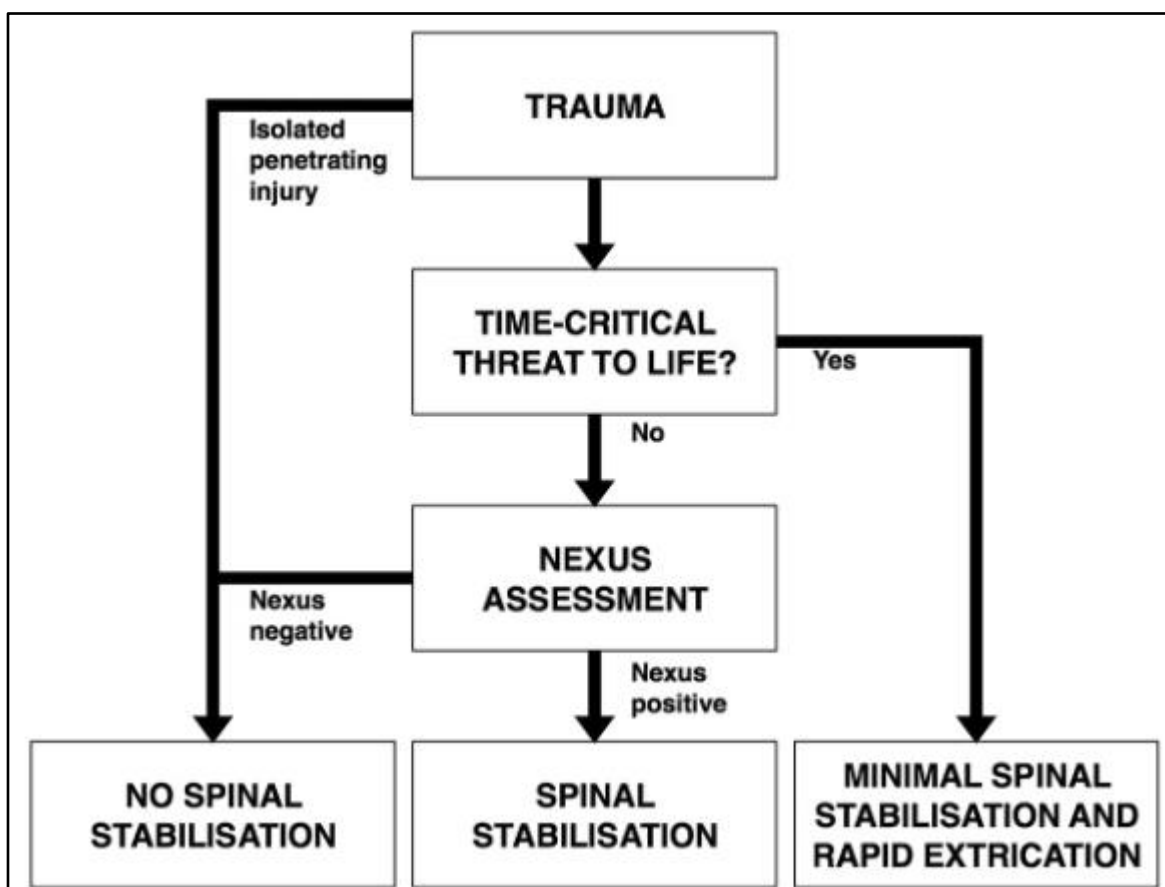 TRAUMA
Isolated
penetrating
injury
TIME-CRITICAL
THREAT TO LIFE?
Yes
No
NEXUS
ASSESSMENT
Nexus
negative
Nexus
positive
NO SPINAL
STABILISATION
SPINAL
STABILISATION
MINIMAL SPINAL
STABILISATION AND
RAPID EXTRICATION